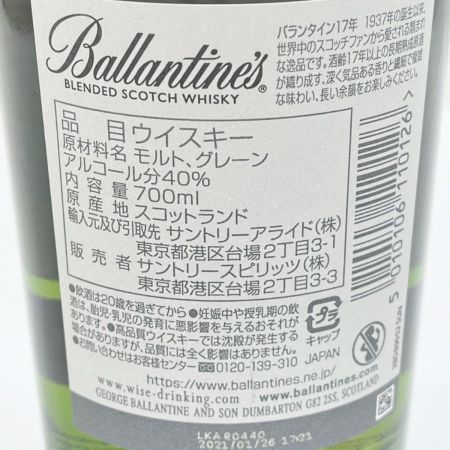 Ballantine's®
BLENDED SCOTCH WHISKY
バランタイン17年 1937年の誕生以来、
世界中のスコッチファンから愛される類まれ
な逸品です。酒齢17年以上の長期熟成原酒
が織り成す、深く気品ある香りと繊細で複雑
な味わい、長い余韻をお楽しみください。
品 目 ウイスキー
原材料名 モルト、グレーン
アルコール分 40%
内容量 700ml
原産地 スコットランド
輸入元及び引取先 サントリーアライド(株)
東京都港区台場2丁目3-1
販売者 サントリースピリッツ(株)
東京都港区台場2丁目3-3
●飲酒は20歳を過ぎてから ●妊娠中や授乳期の飲
酒は、胎児・乳児の発育に悪影響を与えるおそれが
あります。●高品質ウイスキーでは沈殿が発生する
場合がありますが、品質には全く影響はありません。
●お問い合わせはお客様センター 0120-139-310
プラ
キャップ
JAPAN
https://www.ballantines.ne.jp/
www.wise-drinking.com www.ballantines.com
GEORGE BALLANTINE AND SON DUMBARTON G82 2SS, SCOTLAND
5 010106 110126 >
LKAR0440
2021/01/26 17:21